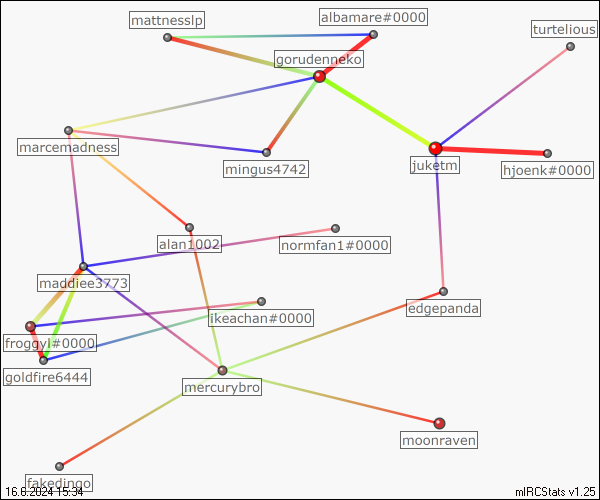 albamare#0000
mattnesslp
turtelious
gorudenneko
marcemadness
juketm
mingus4742
hjoenk#0000
alan1002
normfan1#0000
maddiee3773
edgepanda
ikeachan#0000
froggyl#0000
goldfire6444
mercurybro
moonraven
fakedingo
16.6.2024 15:34
mIRCStats v1.25